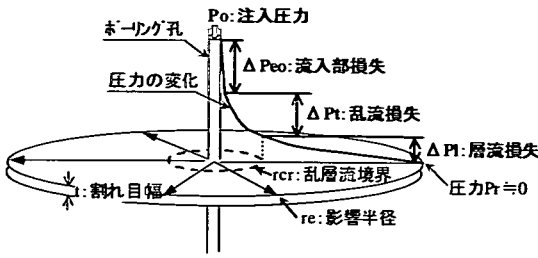 Po:注入圧力
ﾎﾞｰﾘﾝｸﾞ孔
ΔPeo:流入部損失
圧力の変化
ΔPt:乱流損失
ΔPl:層流損失
rcr:乱層流境界
圧力Pr≒0
t:割れ目幅
re:影響半径